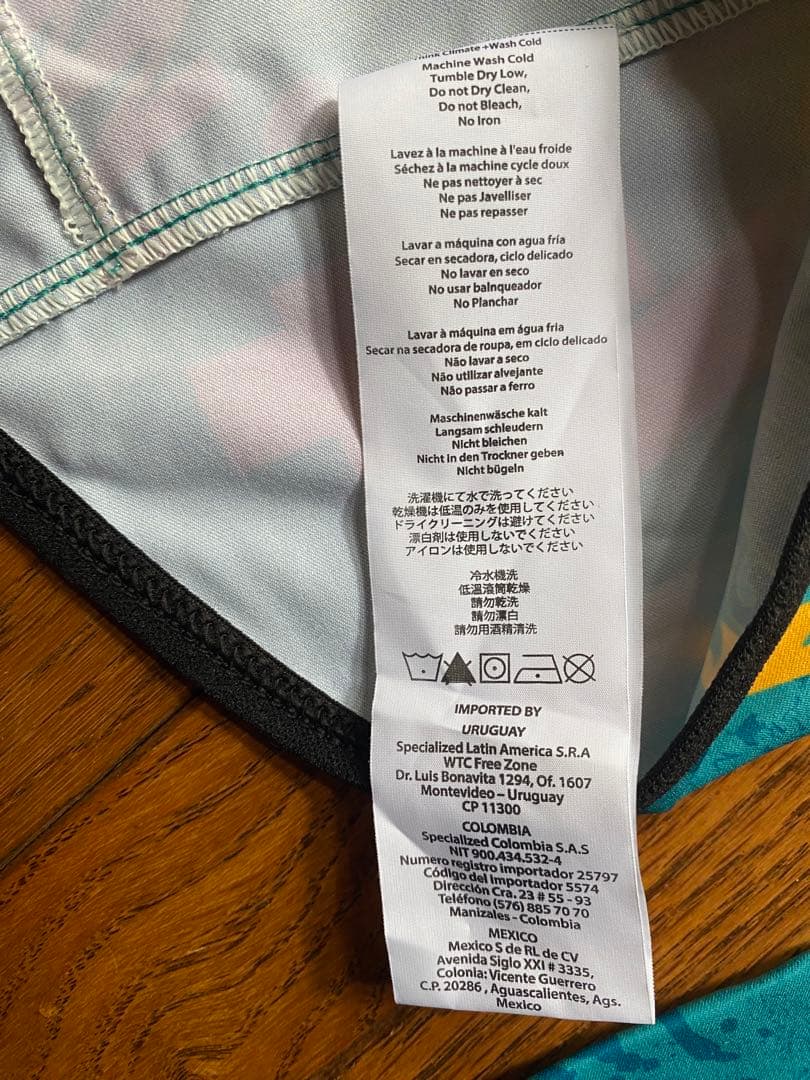 Think Climate +Wash Cold
Machine Wash Cold
Tumble Dry Low,
Do not Dry Clean,
Do not Bleach,
No Iron
Lavez à la machine à l'eau froide
Séchez à la machine cycle doux
Ne pas nettoyer à sec
Ne pas Javelliser
Ne pas repasser
Lavar a máquina con agua fría
Secar en secadora, ciclo delicado
No lavar en seco
No usar balnqueador
No Planchar
Lavar à máquina em água fria
Secar na secadora de roupa, em ciclo delicado
Não lavar a seco
Não utilizar alvejante
Não passar a ferro
Maschinenwäsche kalt
Langsam schleudern
Nicht bleichen
Nicht in den Trockner geben
Nicht bügeln
洗濯機にて水で洗ってください
乾燥機は低温のみを使用してください
ドライクリーニングは避けてください
漂白剤は使用しないでください
アイロンは使用しないでください
冷水機洗
低溫滾筒乾燥
請勿乾洗
請勿漂白
請勿用酒精清洗
IMPORTED BY
URUGUAY
Specialized Latin America S.R.A
WTC Free Zone
Dr. Luis Bonavita 1294, Of. 1607
Montevideo – Uruguay
CP 11300
COLOMBIA
Specialized Colombia S.A.S
NIT 900.434.532-4
Numero registro importador 25797
Código del Importador 5574
Dirección Cra. 23 # 55 - 93
Teléfono (576) 885 70 70
Manizales - Colombia
MEXICO
Mexico S de RL de CV
Avenida Siglo XXI # 3335,
Colonia: Vicente Guerrero
C.P. 20286 , Aguascalientes, Ags.
Mexico